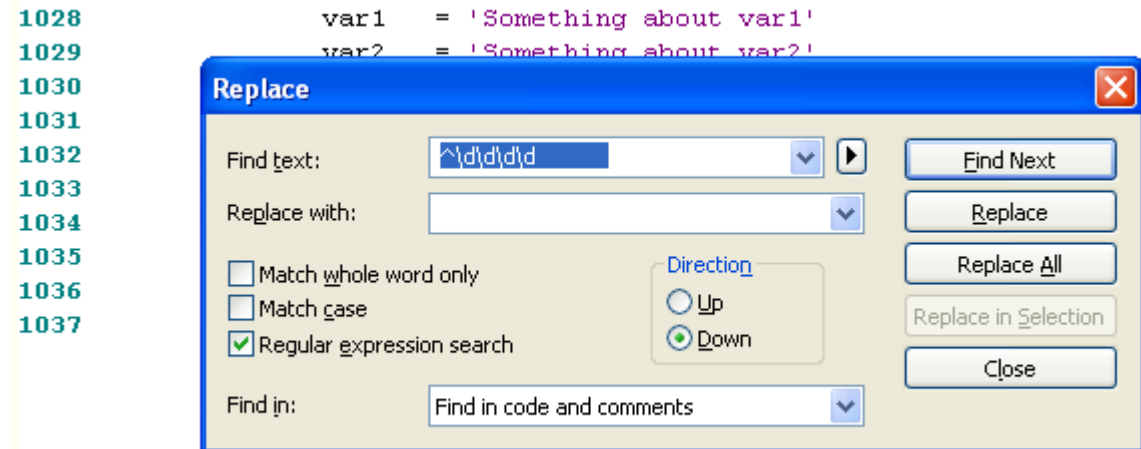 1028 var1 = 'Something about var1'
1029 var2 = 'Something about var2'
1030
1031
1032
1033
1034
1035
1036
1037
Replace
Find text: ^\d\d\d\d
Find Next
Replace with:
Replace
Match whole word only
Match case
Regular expression search
Direction
Up
Down
Replace All
Replace in Selection
Close
Find in: Find in code and comments